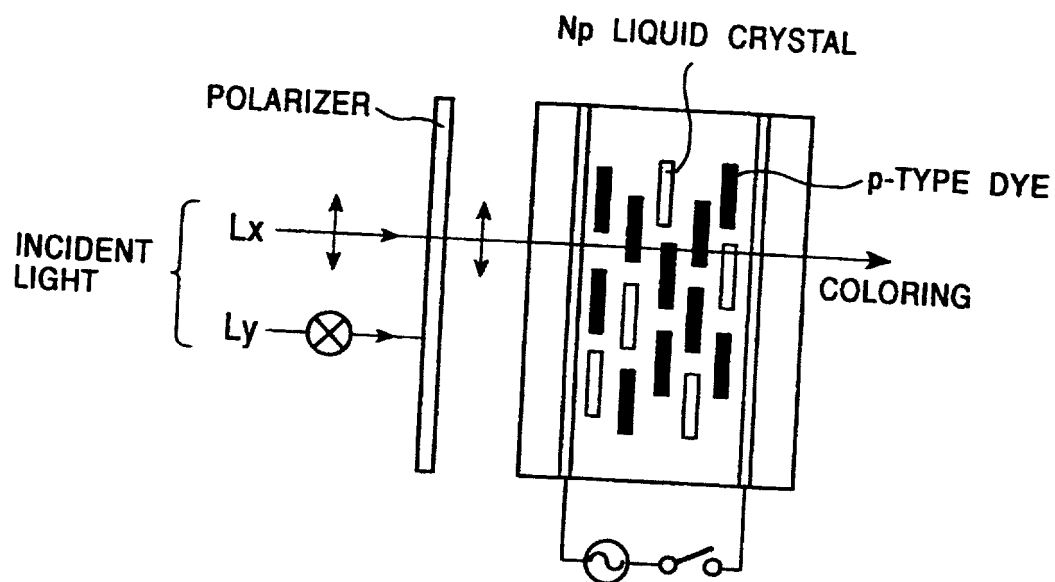 Np LIQUID CRYSTAL
POLARIZER
p-TYPE DYE
INCIDENT
LIGHT
Lx
Ly
COLORING